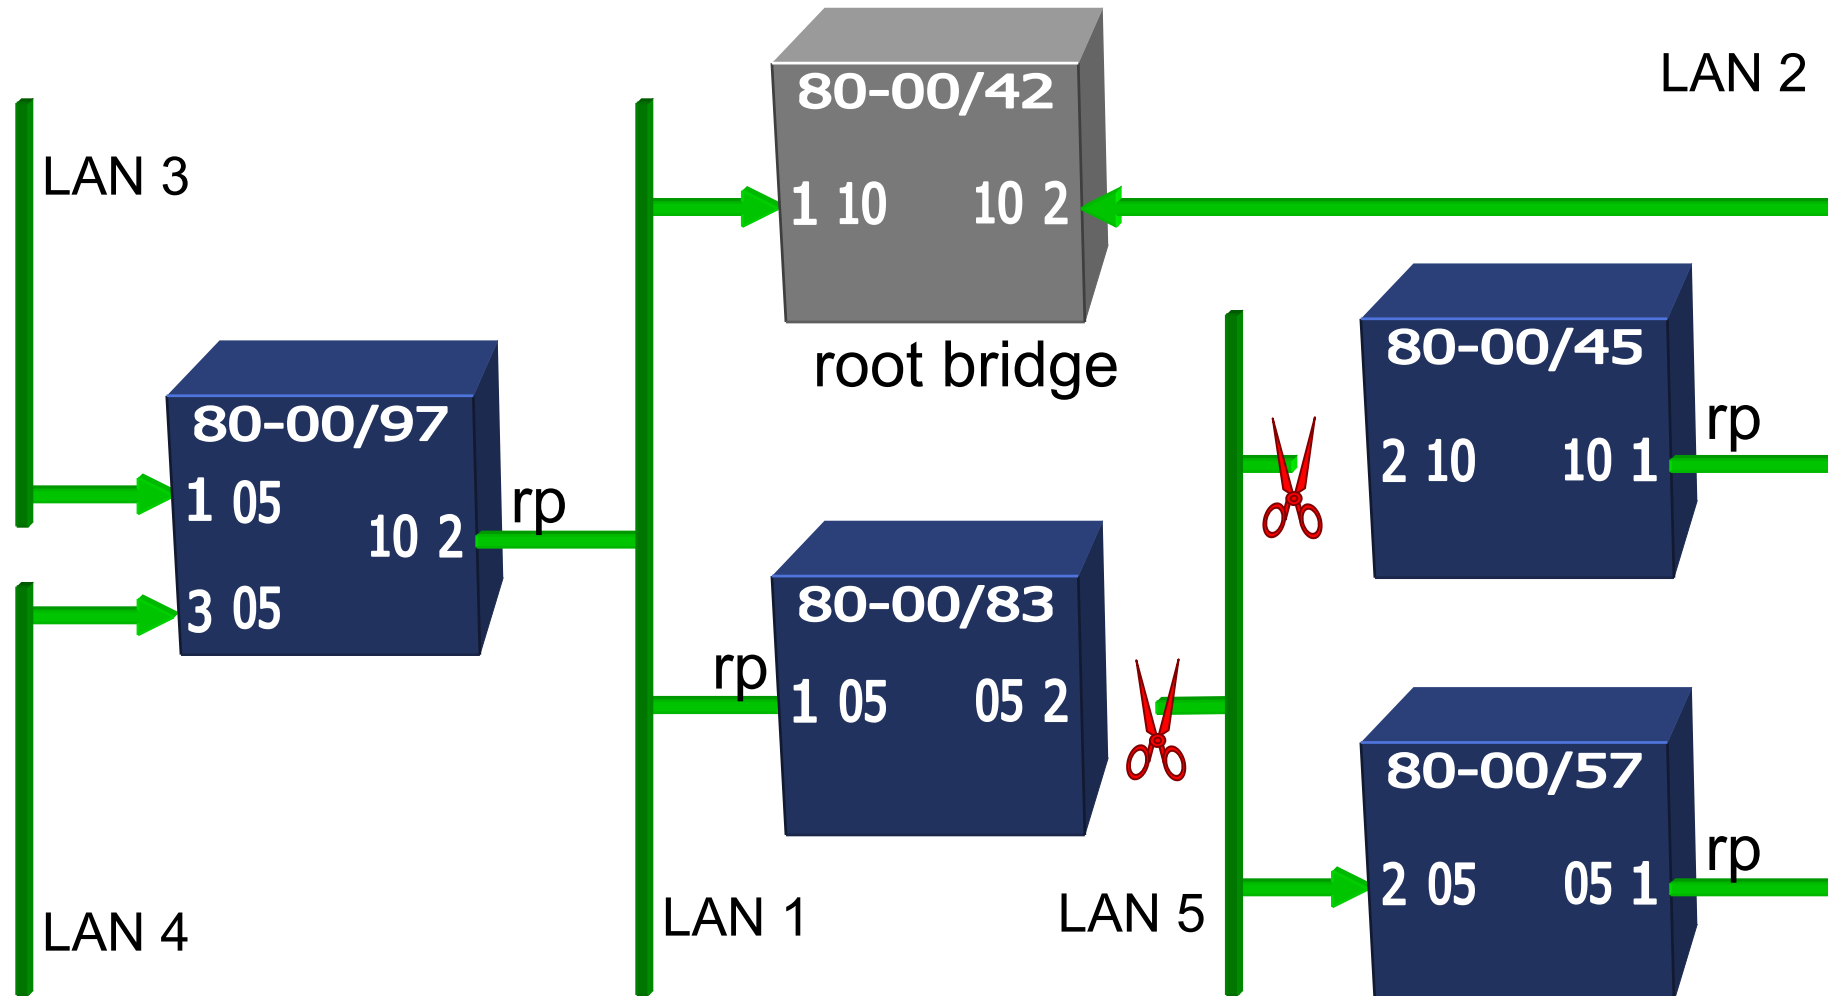 LAN 3
LAN 4
80-00/97
1 05
10 2
3 05
rp
LAN 1
80-00/42
1 10 10 2
root bridge
rp
80-00/83
1 05 05 2
LAN 2
80-00/45
2 10 10 1
rp
LAN 5
80-00/57
2 05 05 1
rp